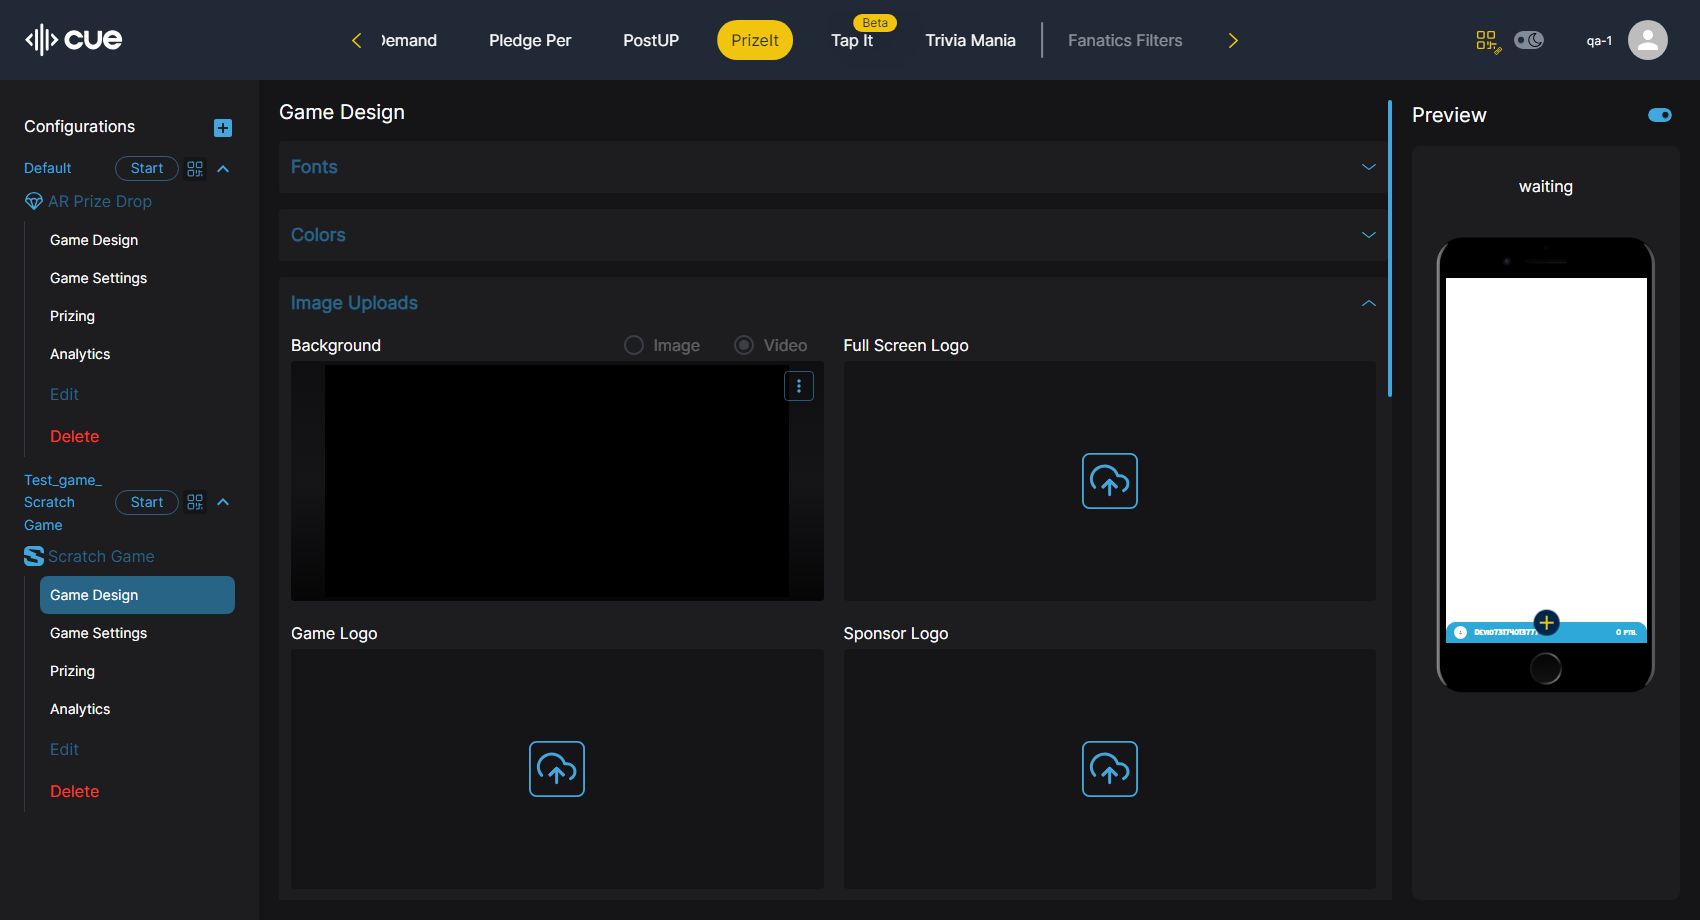 cue
Demand
Pledge Per
PostUP
PrizeIt
Beta
Tap It
Trivia Mania
Fanatics Filters
qa-1
Configurations
Default
Start
AR Prize Drop
Game Design
Game Settings
Prizing
Analytics
Edit
Delete
Test_game_
Scratch
Game
Start
Scratch Game
Game Design
Game Settings
Prizing
Analytics
Edit
Delete
Game Design
Fonts
Colors
Image Uploads
Background
Image
Video
Full Screen Logo
Game Logo
Sponsor Logo
Preview
waiting
0 PTS.